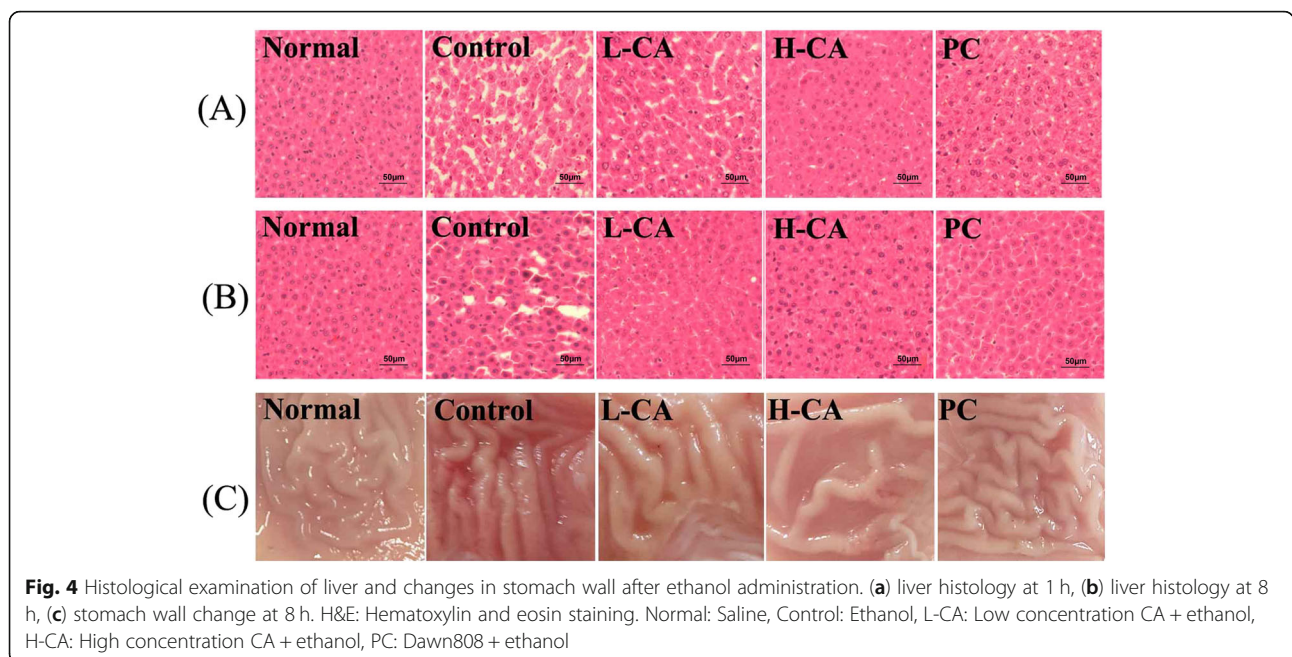 Normal Control L-CA H-CA PC
(A)
50μm 50μm 50μm 50μm 50μm
Normal Control L-CA H-CA PC
(B)
50μm 50μm 50μm 50μm 50μm
Normal Control L-CA H-CA PC
(C)
Fig. 4 Histological examination of liver and changes in stomach wall after ethanol administration. (a) liver histology at 1 h, (b) liver histology at 8
h, (c) stomach wall change at 8 h. H&E: Hematoxylin and eosin staining. Normal: Saline, Control: Ethanol, L-CA: Low concentration CA + ethanol,
H-CA: High concentration CA + ethanol, PC: Dawn808 + ethanol